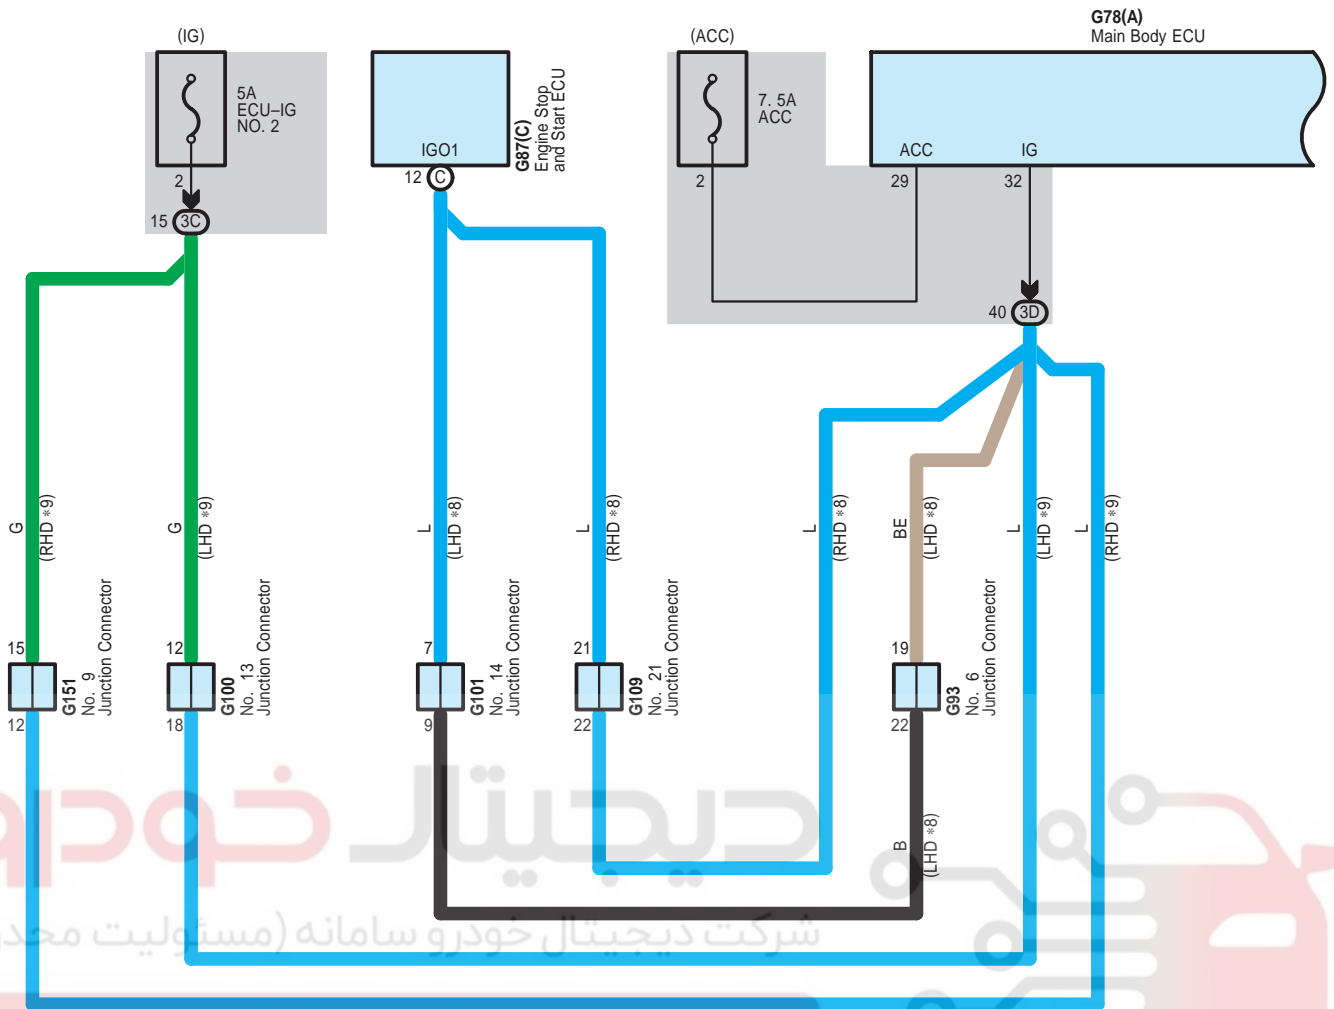 (IG)
5A
ECU–IG
NO. 2
2
15
3C
IGO1
12
C
G87(C)
Engine Stop
and Start ECU
(ACC)
7. 5A
ACC
2
G78(A)
Main Body ECU
ACC
IG
29
32
40
3D
G
(RHD *9)
G
(LHD *9)
L
(LHD *8)
L
(RHD *8)
L
(RHD *8)
BE
(LHD *8)
L
(LHD *9)
L
(RHD *9)
15
G151
No. 9
Junction Connector
12
12
G100
No. 13
Junction Connector
18
7
G101
No. 14
Junction Connector
9
21
G109
No. 21
Junction Connector
22
19
G93
No. 6
Junction Connector
22
B
(LHD *8)
دیجیتال خودرو
شرکت دیجیتال خودرو سامانه (مسئولیت محد